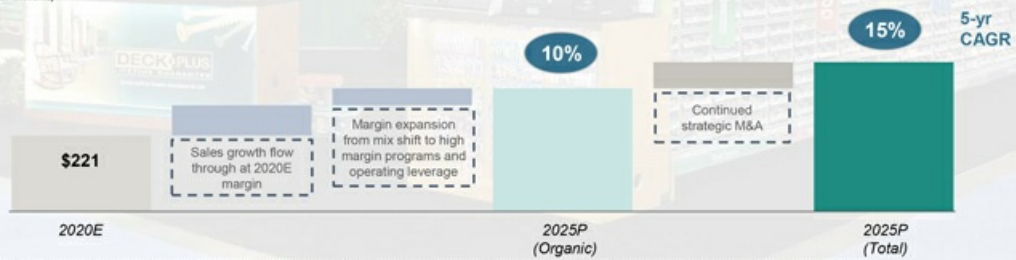 DECK PLUS
10%
15%
5-yr
CAGR
$221
Sales growth flow
through at 2020E
margin
Margin expansion
from mix shift to high
margin programs and
operating leverage
Continued
strategic M&A
2020E
2025P
(Organic)
2025P
(Total)